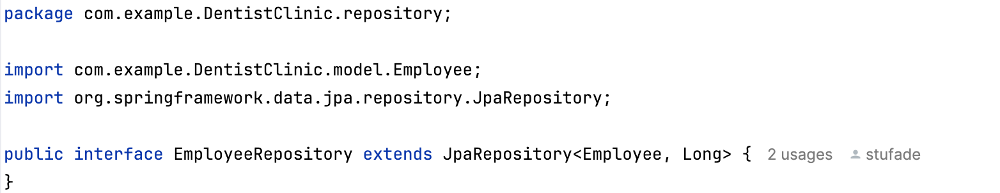 package com.example.DentistClinic.repository;
import com.example.DentistClinic.model.Employee;
import org.springframework.data.jpa.repository.JpaRepository;
public interface EmployeeRepository extends JpaRepository<Employee, Long> { 2 usages stufade
}